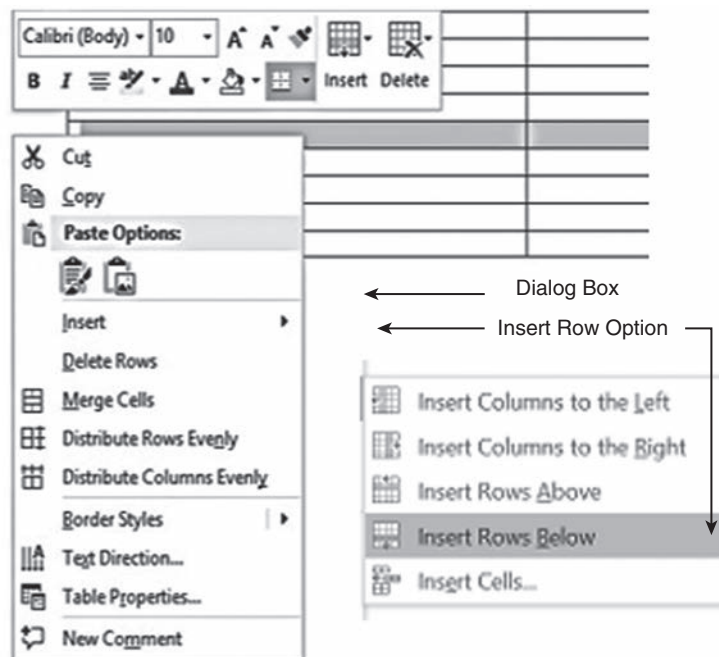 Calibri (Body) 10 A A
B I A Insert Delete
Cut
Copy
Paste Options:
Insert
Delete Rows
Merge Cells
Distribute Rows Evenly
Distribute Columns Evenly
Border Styles
Text Direction...
Table Properties...
New Comment
Dialog Box
Insert Row Option
Insert Columns to the Left
Insert Columns to the Right
Insert Rows Above
Insert Rows Below
Insert Cells...